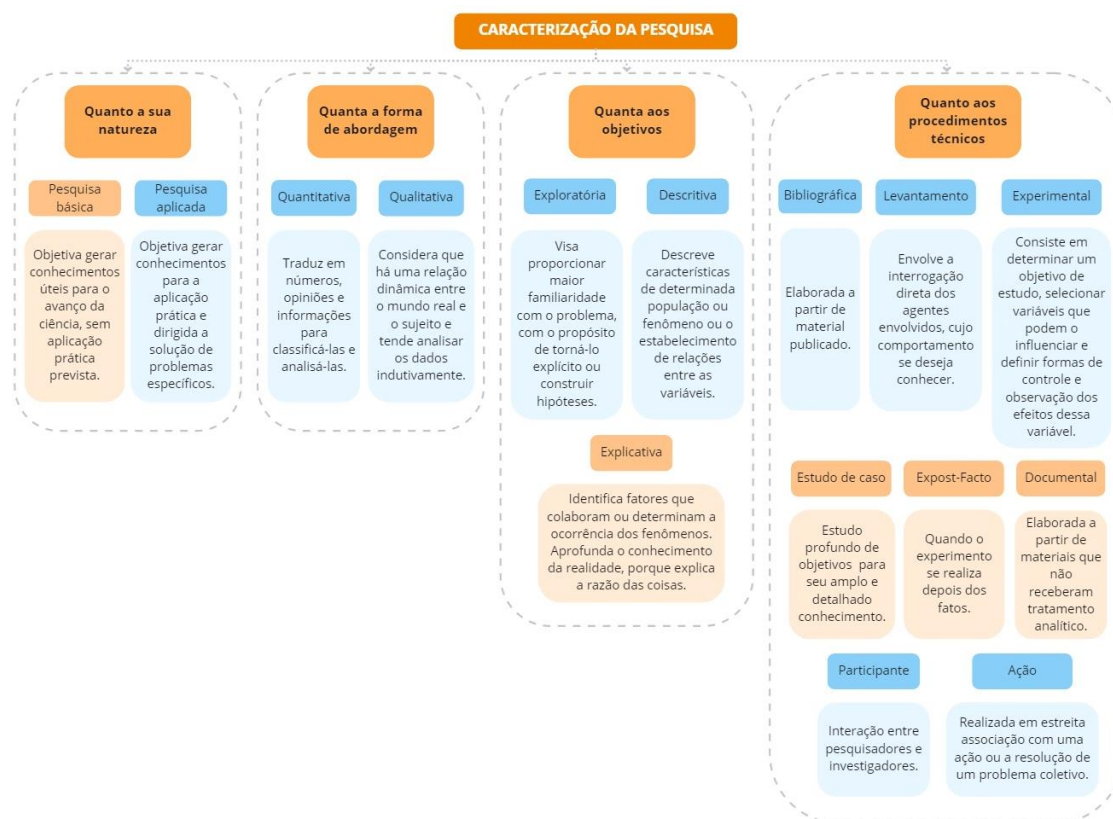 CARACTERIZAÇÃO DA PESQUISA
Quanto a sua
natureza
Pesquisa
básica
Objetiva gerar
conhecimentos
úteis para o
avanço da
ciência, sem
aplicação
prática
prevista.
Pesquisa
aplicada
Objetiva gerar
conhecimentos
para a
aplicação
prática e
dirigida a
solução de
problemas
específicos.
Quanta a forma
de abordagem
Quantitativa
Traduz em
números,
opiniões e
informações
para
classificá-las e
analisá-las.
Qualitativa
Considera que
há uma relação
dinâmica entre
o mundo real e
o sujeito e
tende analisar
os dados
indutivamente.
Quanta aos
objetivos
Exploratória
Visa
proporcionar
maior
familiaridade
com o problema,
com o propósito
de torná-lo
explícito ou
construir
hipóteses.
Descritiva
Descreve
características
de determinada
população ou
fenômeno ou o
estabelecimento
de relações
entre as
variáveis.
Explicativa
Identifica fatores que
colaboram ou determinam a
ocorrência dos fenômenos.
Aprofunda o conhecimento
da realidade, porque explica
a razão das coisas.
Quanto aos
procedimentos
técnicos
Bibliográfica
Elaborada a
partir de
material
publicado.
Levantamento
Envolve a
interrogação
direta dos
agentes
envolvidos, cujo
comportamento
se deseja
conhecer.
Experimental
Consiste em
determinar um
objetivo de
estudo, selecionar
variáveis que
podem o
influenciar e
definir formas de
controle e
observação dos
efeitos dessa
variável.
Estudo de caso
Estudo
profundo de
objetivos para
seu amplo e
detalhado
conhecimento.
Expost-Facto
Quando o
experimento
se realiza
depois dos
fatos.
Documental
Elaborada a
partir de
materiais que
não
receberam
tratamento
analítico.
Participante
Interação entre
pesquisadores e
investigadores.
Ação
Realizada em estreita
associação com uma
ação ou a resolução de
um problema coletivo.